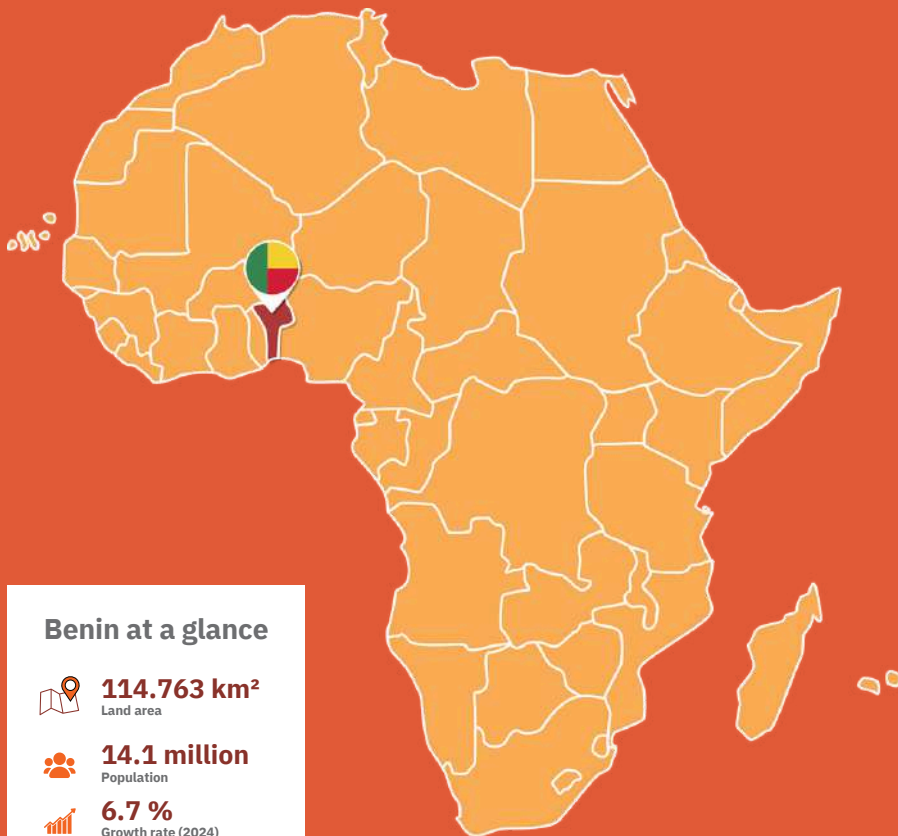 Benin at a glance
114.763 km²
Land area
14.1 million
Population
6.7 %
Growth rate (2024)